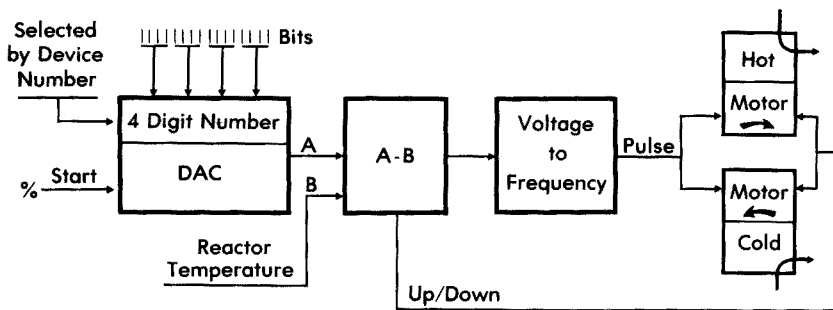 Selected
by Device
Number
Bits
4 Digit Number
DAC
% Start
A
B
Reactor
Temperature
A-B
Voltage
to
Frequency
Pulse
Hot
Motor
Motor
Cold
Up/Down